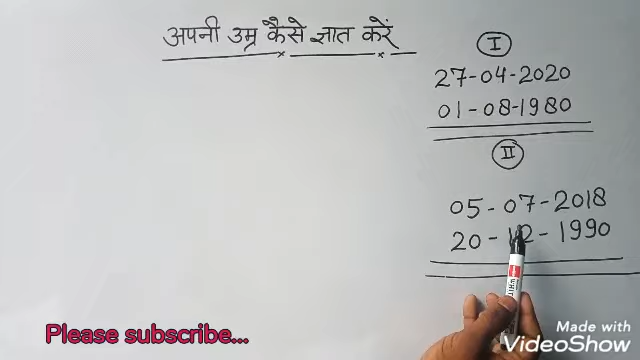 अपनी उम्र कैसे ज्ञात करें
I
27-04-2020
01-08-1980
II
05-07-2018
20-12-1990
Please subscribe...
Made with
VideoShow